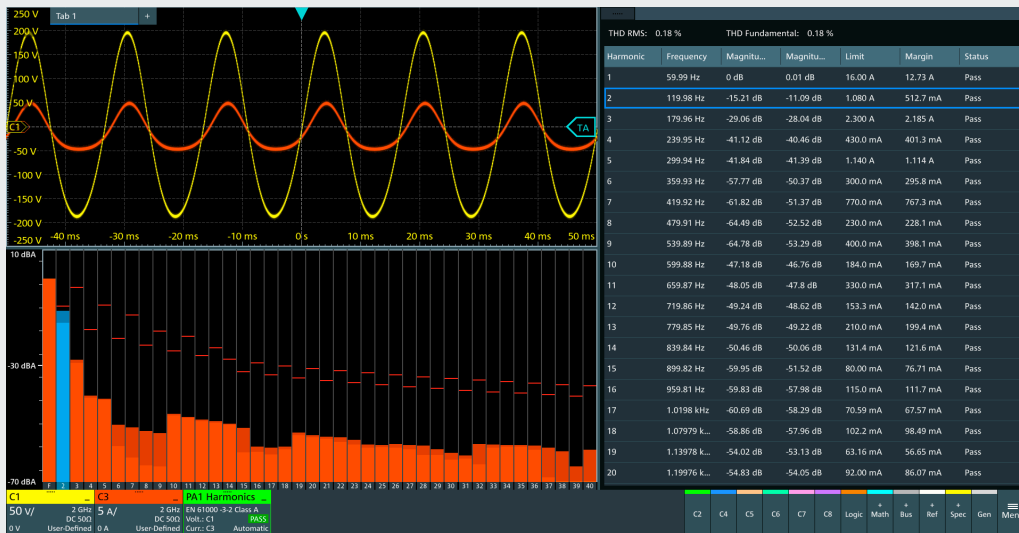 250 V
Tab 1
+
200 V
150 V
100 V
50 V
C1
TA
-50 V
-100 V
-150 V
-200 V
-250 V
-40 ms -30 ms -20 ms -10 ms 0 s 10 ms 20 ms 30 ms 40 ms 50 ms
10 dBA
-30 dBA
-70 dBA
F 2 3 4 5 6 7 8 9 10 11 12 13 14 15 16 17 18 19 20 21 22 23 24 25 26 27 28 29 30 31 32 33 34 35 36 37 38 39 40
THD RMS: 0.18 % THD Fundamental: 0.18 %
Harmonic Frequency Magnitu... Magnitu... Limit Margin Status
1 59.99 Hz 0 dB 0.01 dB 16.00 A 12.73 A Pass
2 119.98 Hz -15.21 dB -11.09 dB 1.080 A 512.7 mA Pass
3 179.96 Hz -29.06 dB -28.04 dB 2.300 A 2.185 A Pass
4 239.95 Hz -41.12 dB -40.46 dB 430.0 mA 401.3 mA Pass
5 299.94 Hz -41.84 dB -41.39 dB 1.140 A 1.114 A Pass
6 359.93 Hz -57.77 dB -50.37 dB 300.0 mA 295.8 mA Pass
7 419.92 Hz -61.82 dB -51.37 dB 770.0 mA 767.3 mA Pass
8 479.91 Hz -64.49 dB -52.52 dB 230.0 mA 228.1 mA Pass
9 539.89 Hz -64.78 dB -53.29 dB 400.0 mA 398.1 mA Pass
10 599.88 Hz -47.18 dB -46.76 dB 184.0 mA 169.7 mA Pass
11 659.87 Hz -48.05 dB -47.8 dB 330.0 mA 317.1 mA Pass
12 719.86 Hz -49.24 dB -48.62 dB 153.3 mA 142.0 mA Pass
13 779.85 Hz -49.76 dB -49.22 dB 210.0 mA 199.4 mA Pass
14 839.84 Hz -50.46 dB -50.06 dB 131.4 mA 121.6 mA Pass
15 899.82 Hz -59.95 dB -51.52 dB 80.00 mA 76.71 mA Pass
16 959.81 Hz -59.83 dB -57.98 dB 115.0 mA 111.7 mA Pass
17 1.0198 kHz -60.69 dB -58.29 dB 70.59 mA 67.57 mA Pass
18 1.07979 k... -58.86 dB -57.96 dB 102.2 mA 98.49 mA Pass
19 1.13978 k... -54.02 dB -53.13 dB 63.16 mA 56.65 mA Pass
20 1.19976 k... -54.83 dB -54.05 dB 92.00 mA 86.07 mA Pass
C1
50 V/ 2 GHz
DC 50Ω
0 V User-Defined
C3
5 A/ 2 GHz
DC 50Ω
0 A User-Defined
PA1 Harmonics
EN 61000 -3-2 Class A
Volt.: C1 PASS
Curr.: C3 Automatic
C2 C4 C5 C6 C7 C8 Logic + Math + Bus + Ref + Spec Gen Menu